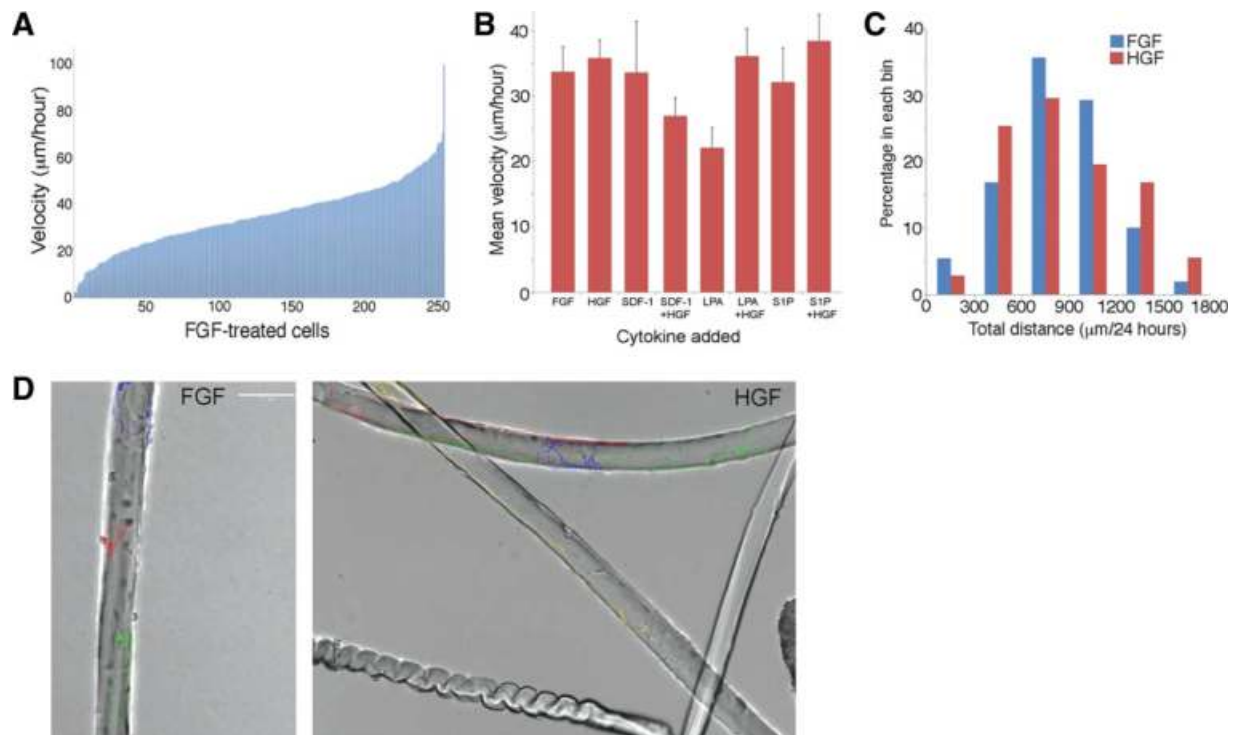 A
Velocity (μm/hour)
100
80
60
40
20
0
50
100
150
200
250
FGF-treated cells
B
Mean velocity (μm/hour)
40
30
20
10
0
FGF
HGF
SDF-1
SDF-1
+HGF
LPA
LPA
+HGF
S1P
S1P
+HGF
Cytokine added
C
Percentage in each bin
40
30
20
10
0
FGF
HGF
0
300
600
900
1200
1500
1800
Total distance (μm/24 hours)
D
FGF
HGF